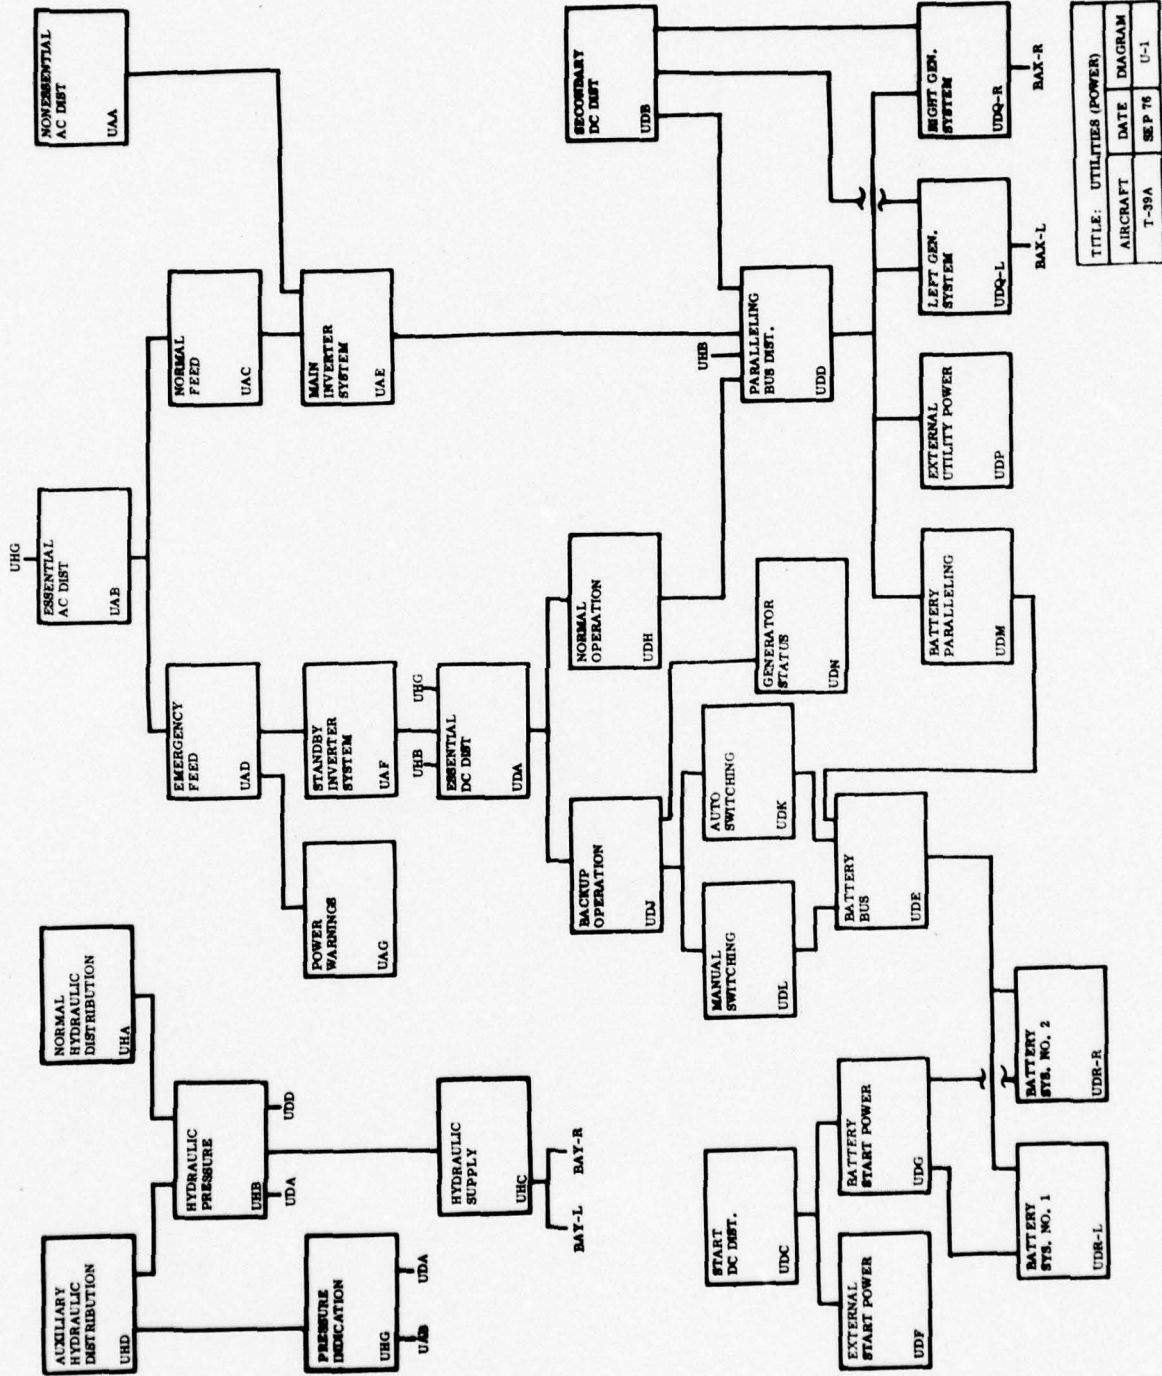 UHG
NONESSENTIAL
AC DIST
UAA
ESSENTIAL
AC DIST
UAB
AUXILIARY
HYDRAULIC
DISTRIBUTION
UHD
NORMAL
HYDRAULIC
DISTRIBUTION
UHA
EMERGENCY
FEED
UAD
NORMAL
FEED
UAC
HYDRAULIC
PRESSURE
UHB
UDA
UDD
PRESSURE
INDICATION
UHG
UAB
UDA
POWER
WARNINGS
UAG
STANDBY
INVERTER
SYSTEM
UAF
MAIN
INVERTER
SYSTEM
UAE
HYDRAULIC
SUPPLY
UHC
BAY-L
BAY-R
UHB
UHG
ESSENTIAL
DC DIST
UDA
BACKUP
OPERATION
UDJ
NORMAL
OPERATION
UDH
SECONDARY
DC DIST
UDB
START
DC DIST.
UDC
MANUAL
SWITCHING
UDL
AUTO
SWITCHING
UDK
GENERATOR
STATUS
UDN
UHB
PARALLELING
BUS DIST.
UDD
EXTERNAL
START POWER
UDF
BATTERY
START POWER
UDG
BATTERY
BUS
UDE
BATTERY
PARALLELING
UDM
EXTERNAL
UTILITY POWER
UDP
LEFT GEN.
SYSTEM
UDQ-L
BAX-L
RIGHT GEN.
SYSTEM
UDQ-R
BAX-R
BATTERY
SYS. NO. 1
UDR-L
BATTERY
SYS. NO. 2
UDR-R
TITLE: UTILITIES (POWER)
AIRCRAFT DATE DIAGRAM
T-39A SEP 76 U-1